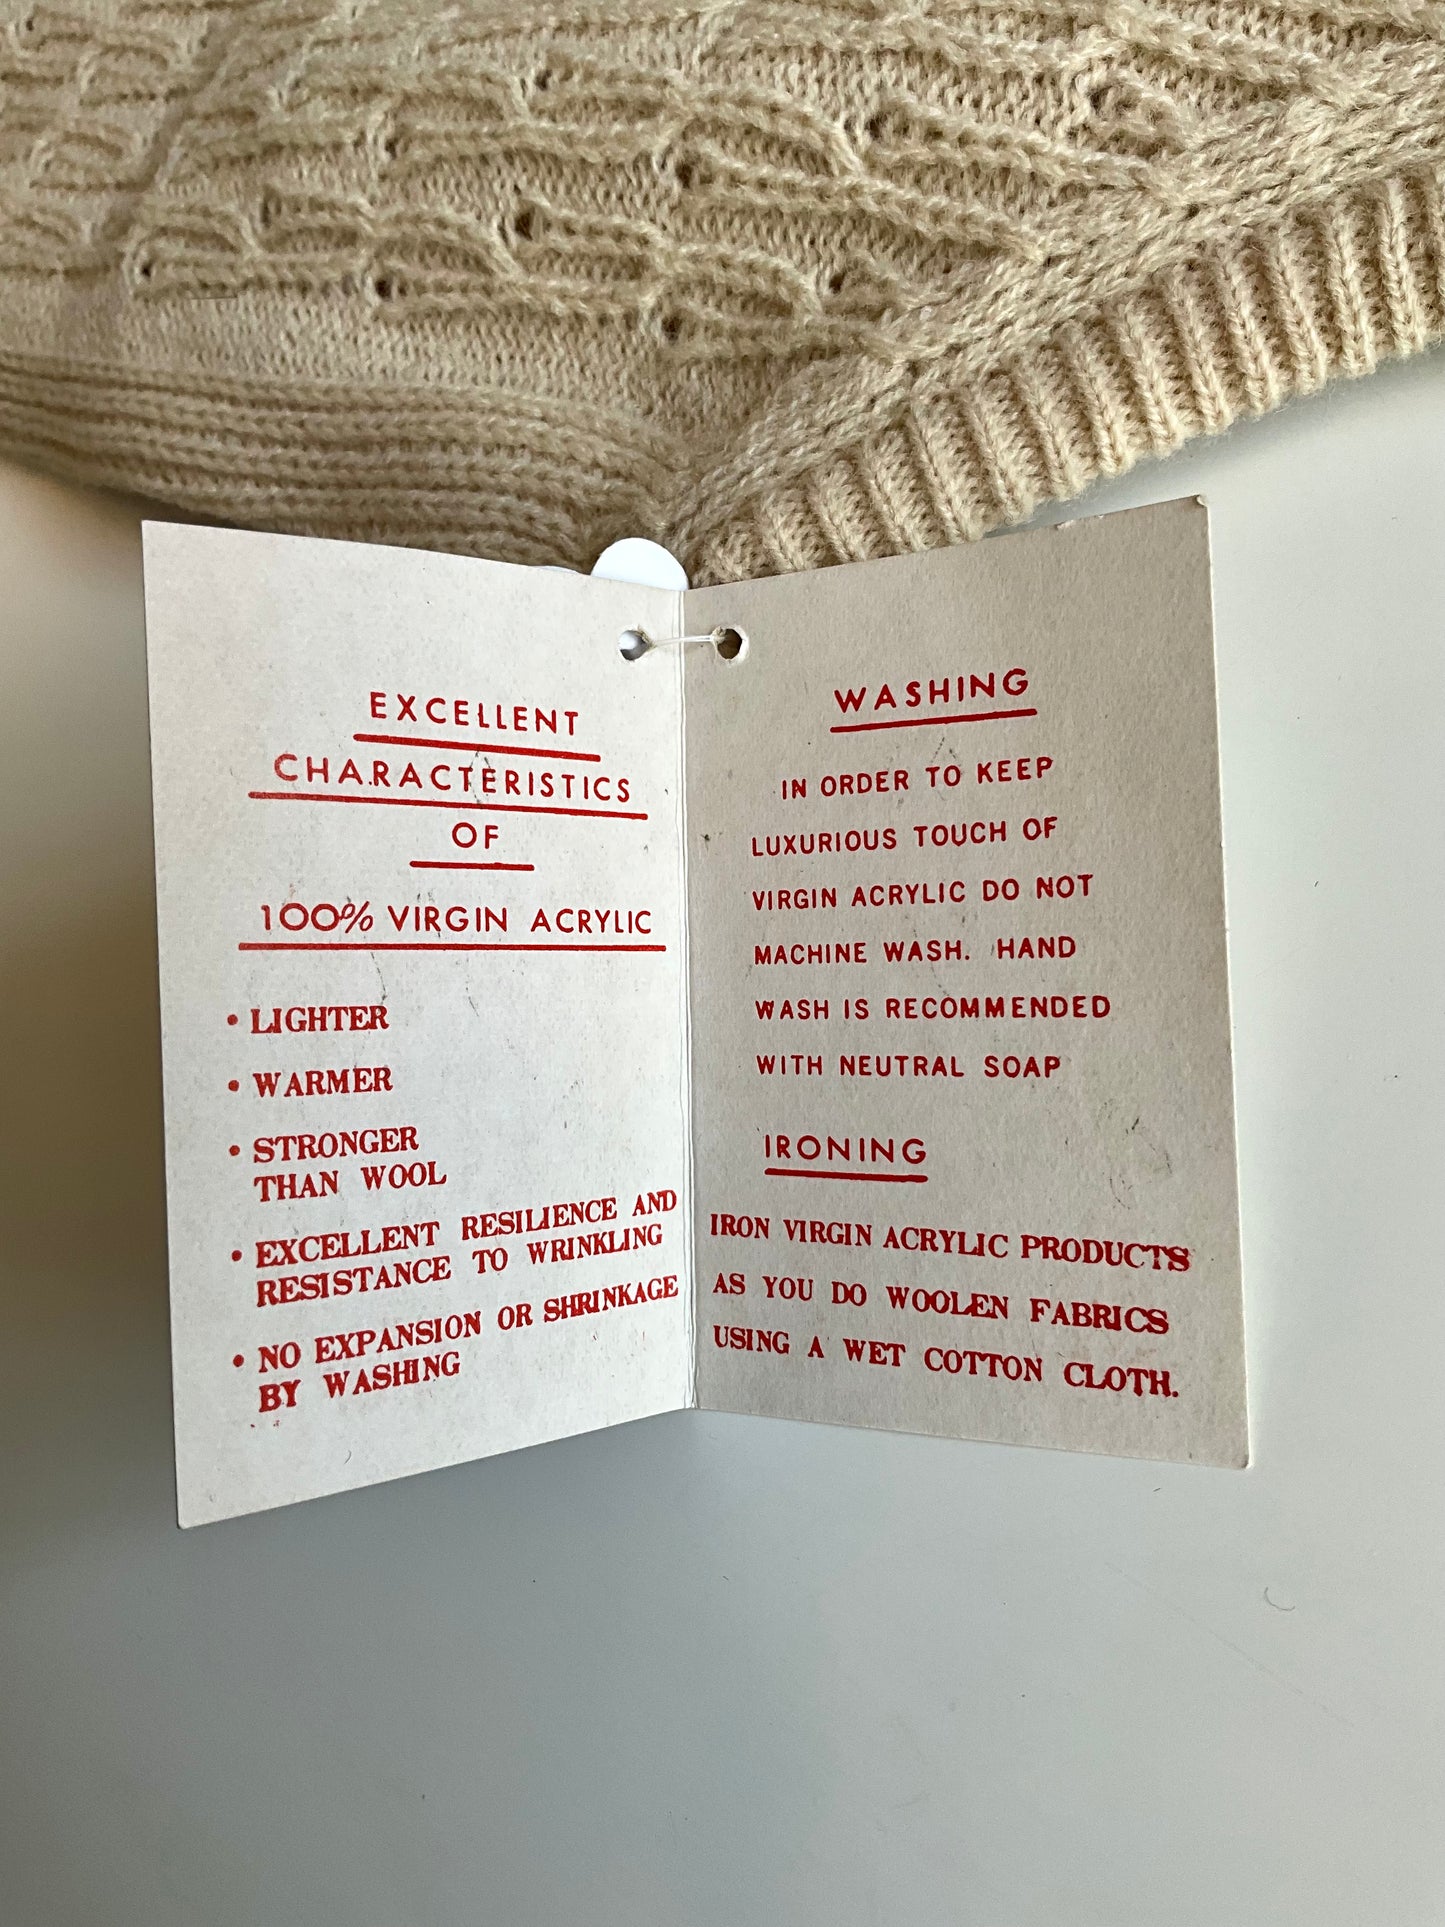 EXCELLENT
CHARACTERISTICS
OF
100% VIRGIN ACRYLIC
• LIGHTER
• WARMER
• STRONGER
THAN WOOL
• EXCELLENT RESILIENCE AND
RESISTANCE TO WRINKLING
• NO EXPANSION OR SHRINKAGE
BY WASHING
WASHING
IN ORDER TO KEEP
LUXURIOUS TOUCH OF
VIRGIN ACRYLIC DO NOT
MACHINE WASH. HAND
WASH IS RECOMMENDED
WITH NEUTRAL SOAP
IRONING
IRON VIRGIN ACRYLIC PRODUCTS
AS YOU DO WOOLEN FABRICS
USING A WET COTTON CLOTH.